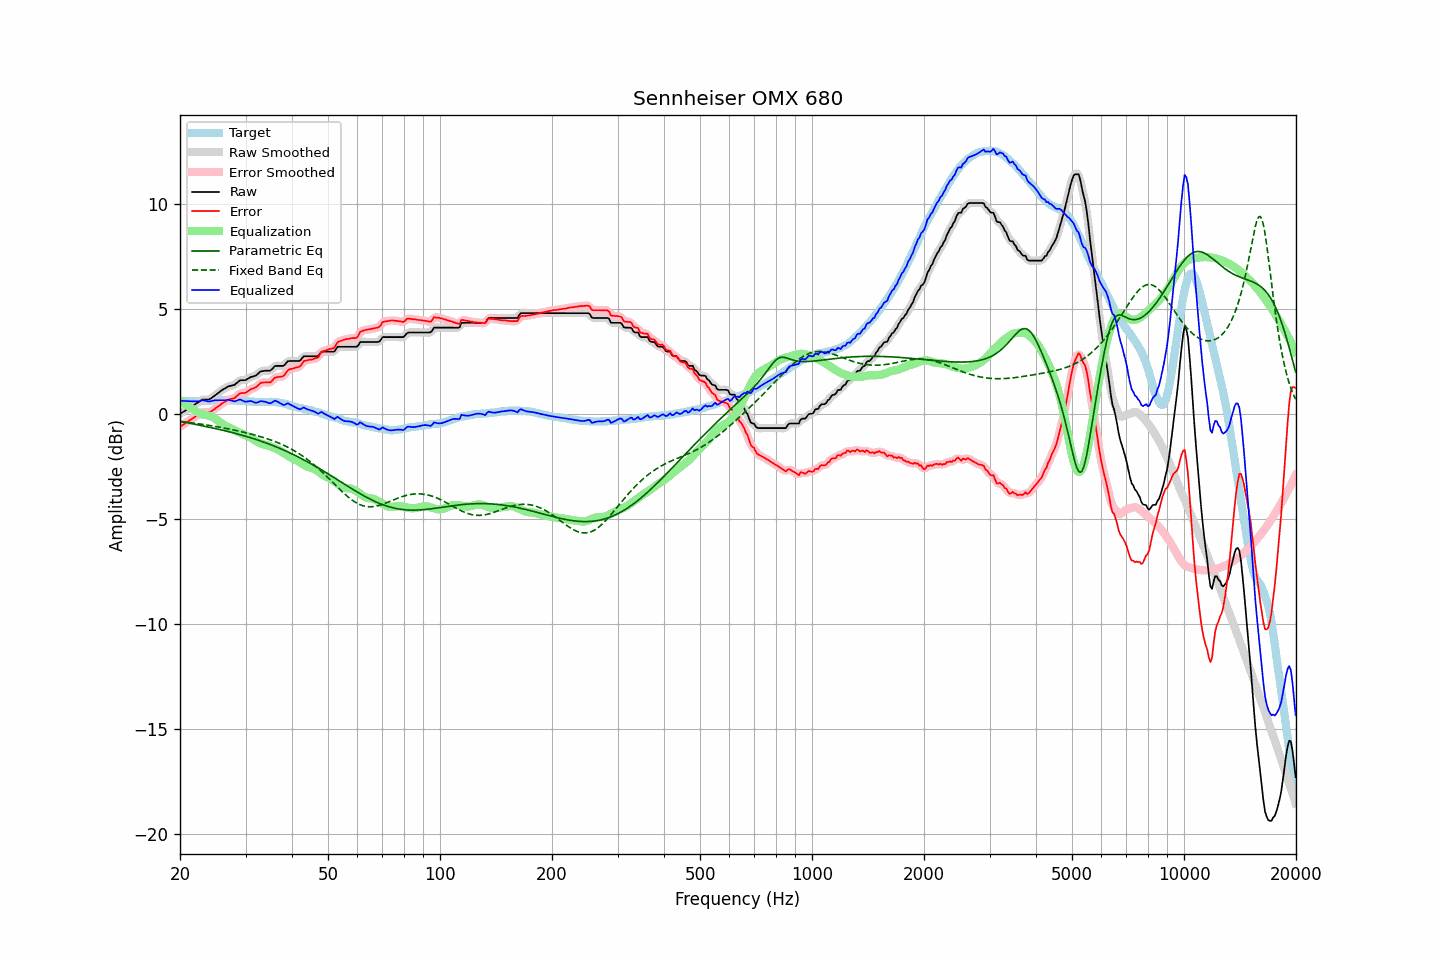 Sennheiser OMX 680
Target
Raw Smoothed
Error Smoothed
Raw
Error
Equalization
Parametric Eq
Fixed Band Eq
Equalized
Amplitude (dBr)
10
5
0
−5
−10
−15
−20
20 50 100 200 500 1000 2000 5000 10000 20000
Frequency (Hz)